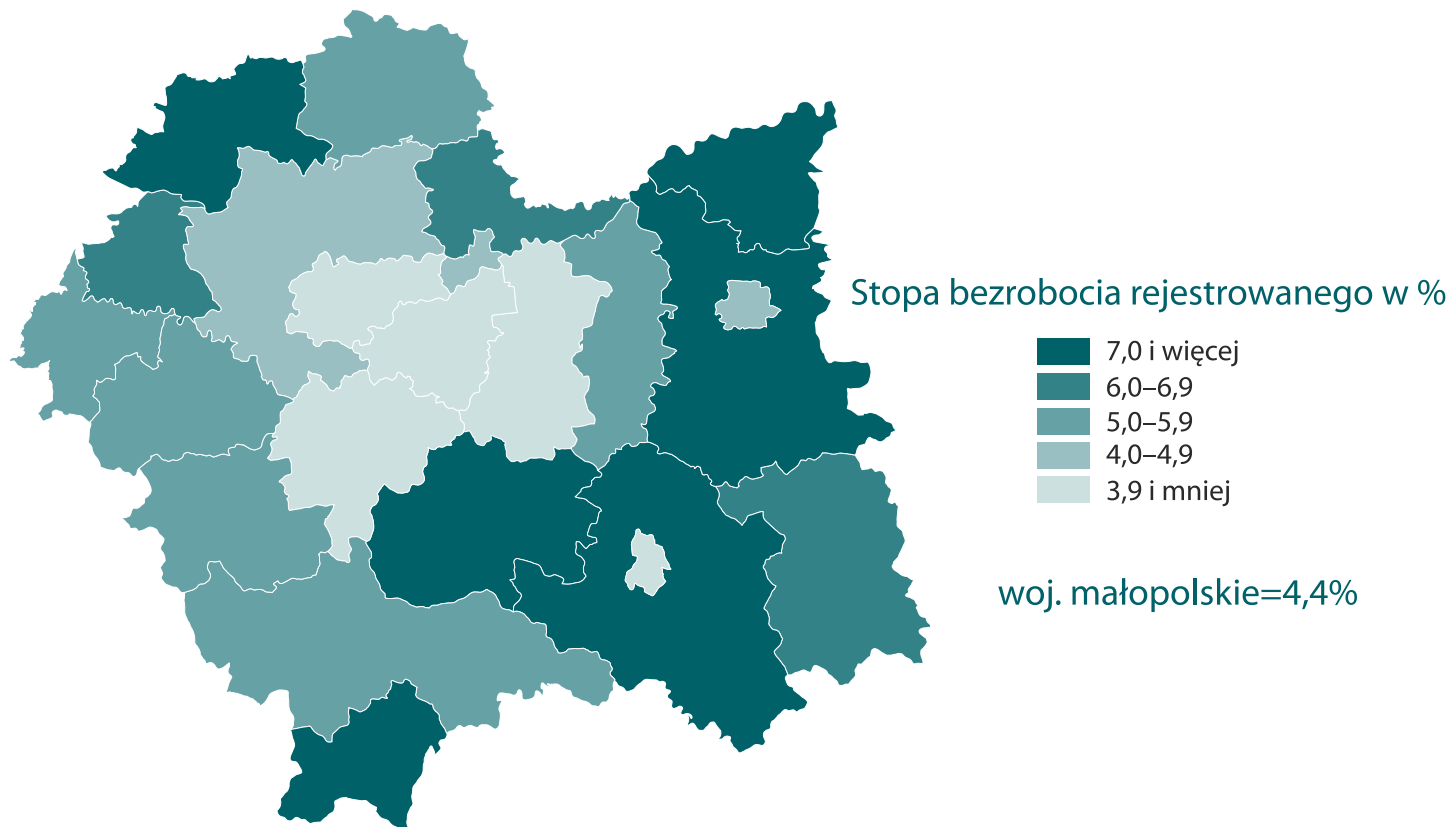 Stopa bezrobocia rejestrowanego w %
7,0 i więcej
6,0–6,9
5,0–5,9
4,0–4,9
3,9 i mniej
woj. małopolskie=4,4%